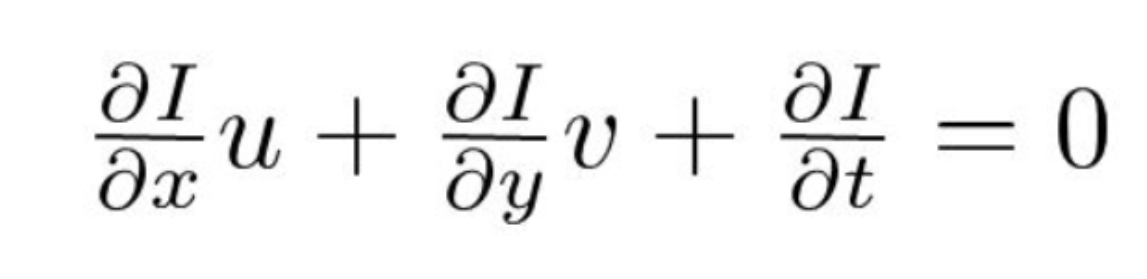 ∂I/∂x u + ∂I/∂y v + ∂I/∂t = 0